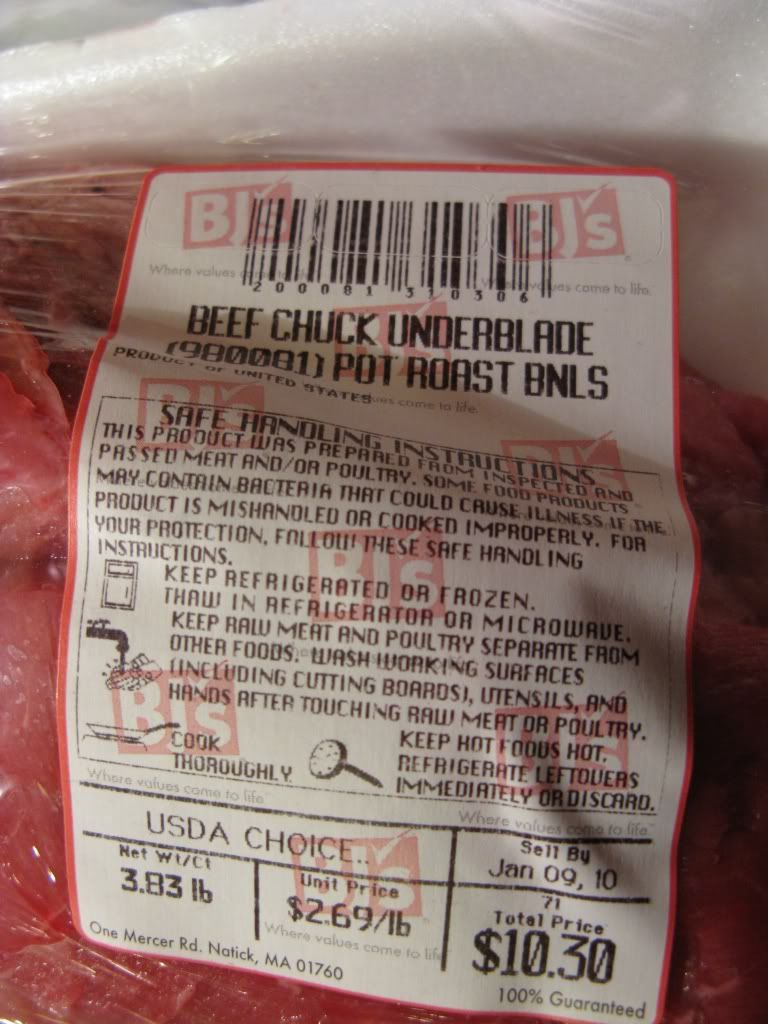 BJ's BJ's
Where values come to life. Where values come to life.
200081 310306
BEEF CHUCK UNDERBLADE
(980081) POT ROAST BNLS
PRODUCT OF UNITED STATES
values come to life.
SAFE HANDLING INSTRUCTIONS
THIS PRODUCT WAS PREPARED FROM INSPECTED AND
PASSED MEAT AND/OR POULTRY. SOME FOOD PRODUCTS
MAY CONTAIN BACTERIA THAT COULD CAUSE ILLNESS IF THE
PRODUCT IS MISHANDLED OR COOKED IMPROPERLY. FOR
YOUR PROTECTION, FOLLOW THESE SAFE HANDLING
INSTRUCTIONS.
BJ's
KEEP REFRIGERATED OR FROZEN.
THAW IN REFRIGERATOR OR MICROWAVE.
KEEP RAW MEAT AND POULTRY SEPARATE FROM
OTHER FOODS. WASH WORKING SURFACES
(INCLUDING CUTTING BOARDS), UTENSILS, AND
HANDS AFTER TOUCHING RAW MEAT OR POULTRY.
BJ's BJ's
COOK
THOROUGHLY.
KEEP HOT FOODS HOT.
REFRIGERATE LEFTOVERS
IMMEDIATELY OR DISCARD.
Where values come to life. Where values come to life.
USDA CHOICE..
BJ's
Sell By
Jan 09, 10
Net Wt/Ct
3.83 lb
Unit Price
$2.69/lb
71
Total Price
$10.30
Where values come to life
One Mercer Rd. Natick, MA 01760
100% Guaranteed